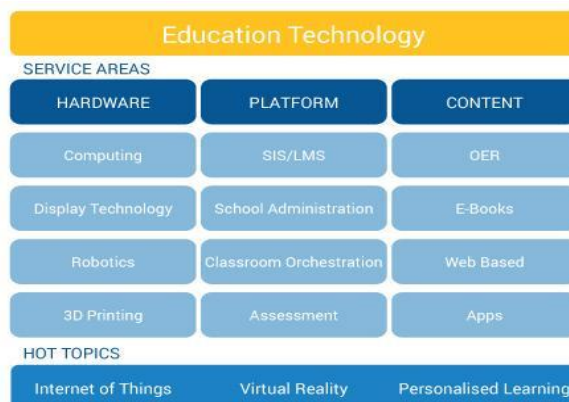 Education Technology
SERVICE AREAS
HARDWARE PLATFORM CONTENT
Computing SIS/LMS OER
Display Technology School Administration E-Books
Robotics Classroom Orchestration Web Based
3D Printing Assessment Apps
HOT TOPICS
Internet of Things Virtual Reality Personalised Learning